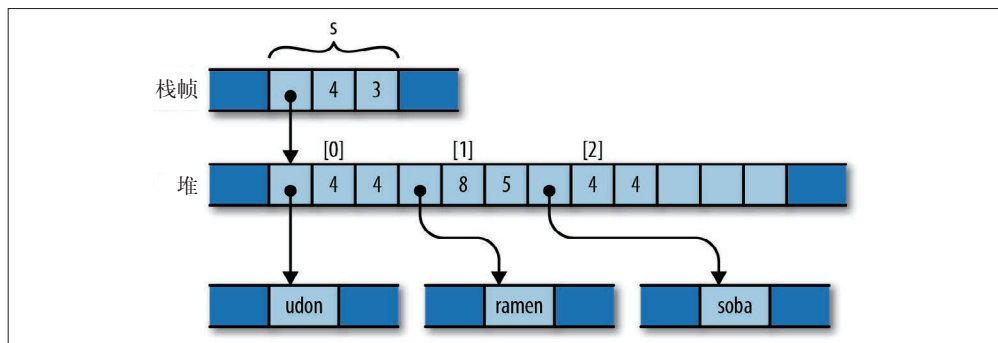 s
栈帧 4 3
[0] [1] [2]
堆 4 4 8 5 4 4
udon ramen soba